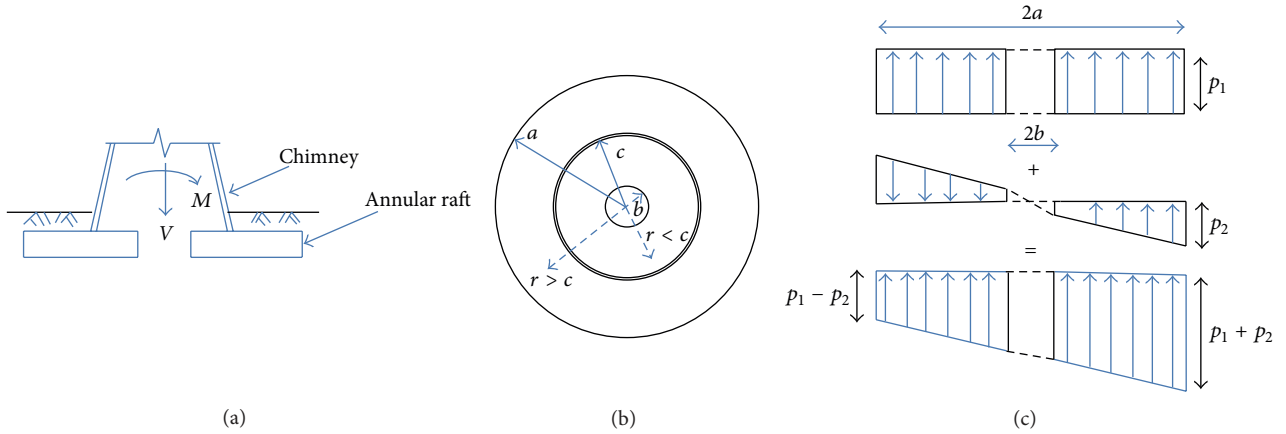 Chimney
M
Annular raft
V
(a)
a
c
b
r < c
r > c
(b)
2a
p₁
2b
+
p₂
=
p₁ − p₂
p₁ + p₂
(c)